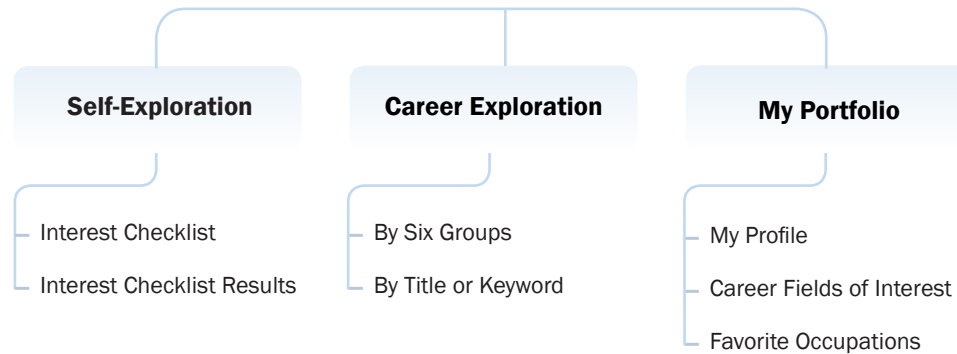 Self-Exploration
Interest Checklist
Interest Checklist Results
Career Exploration
By Six Groups
By Title or Keyword
My Portfolio
My Profile
Career Fields of Interest
Favorite Occupations